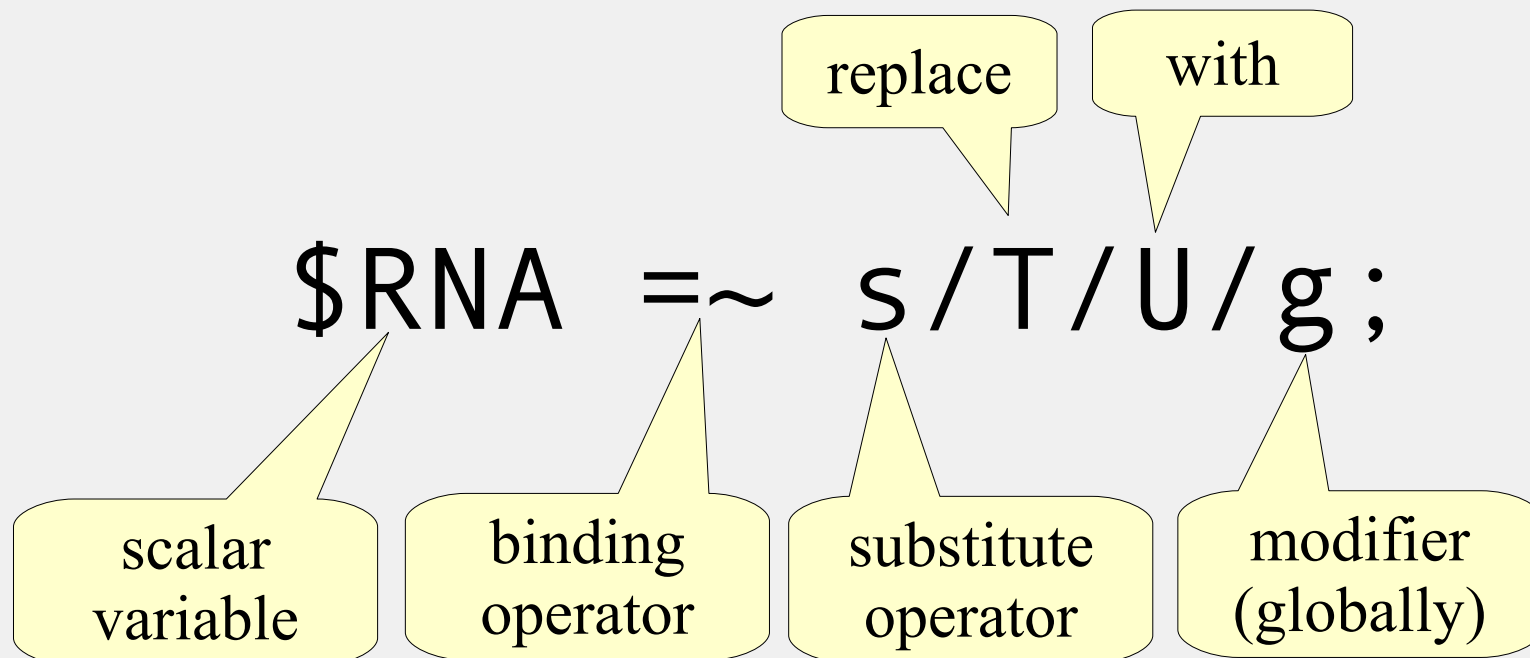 replace
with
$RNA =~ s/T/U/g;
scalar
variable
binding
operator
substitute
operator
modifier
(globally)